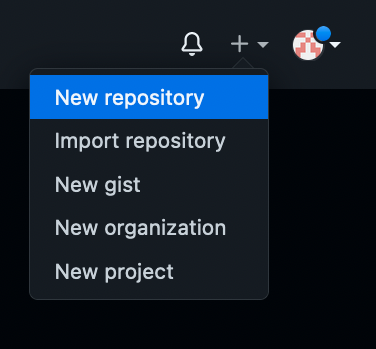 New repository
Import repository
New gist
New organization
New project